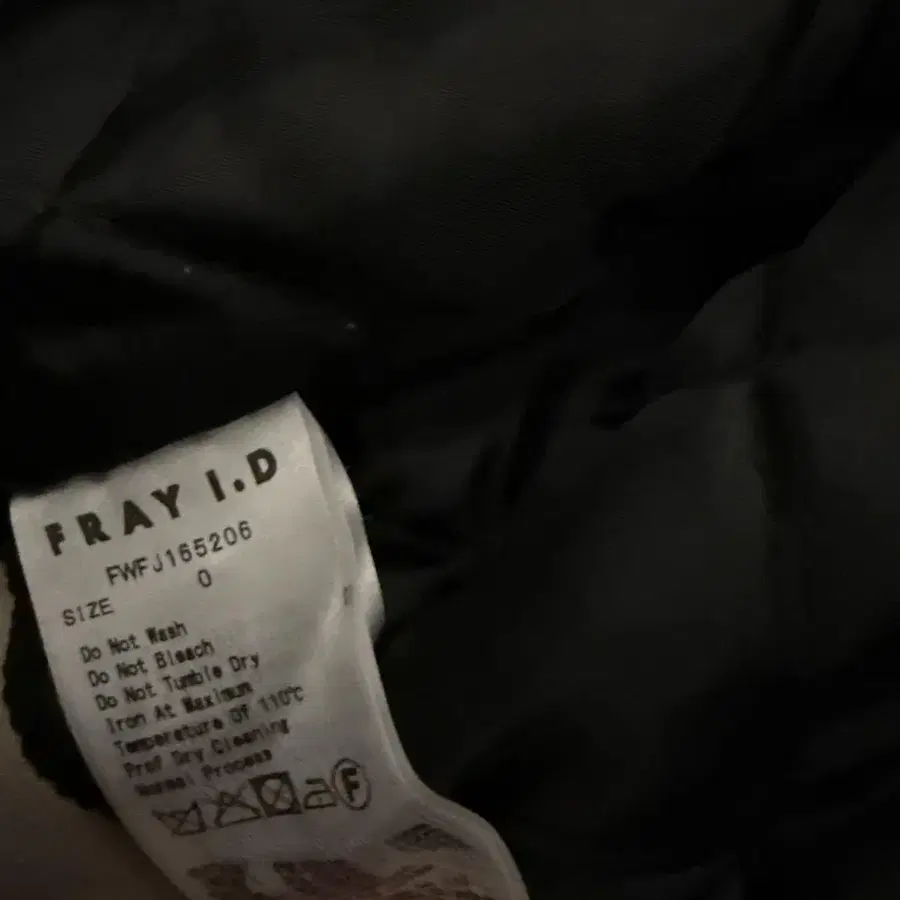 FRAY I.D
FWFJ165206
SIZE 0
Do Not Wash
Do Not Bleach
Do Not Tumble Dry
Iron At Maximum
Temperature Of 110℃
Prof Dry Cleaning
Normal Process
F